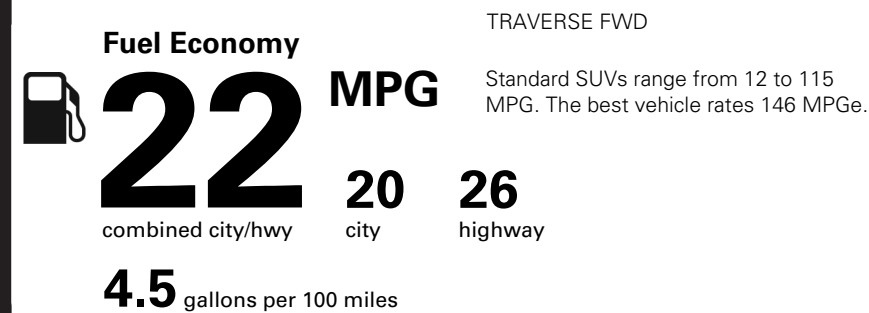 Fuel Economy
22 MPG
combined city/hwy
20
city
26
highway
4.5 gallons per 100 miles
TRAVERSE FWD
Standard SUVs range from 12 to 115
MPG. The best vehicle rates 146 MPGe.